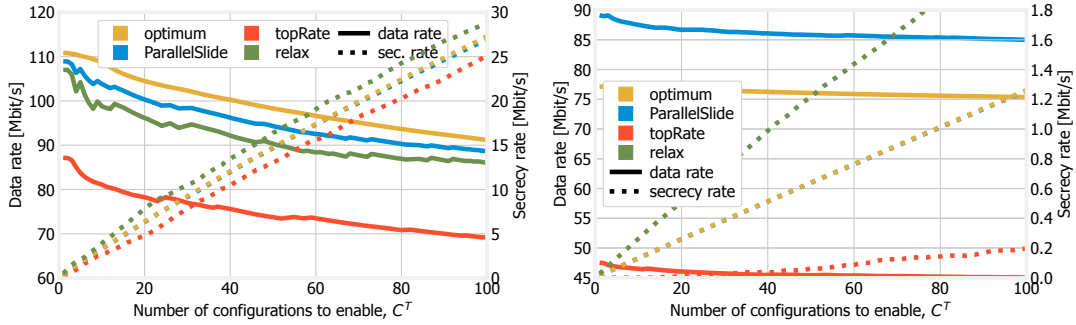 120
110
100
90
80
70
60
Data rate [Mbit/s]
optimum
ParallelSlide
topRate
relax
data rate
sec. rate
30
25
20
15
10
5
0
Secrecy rate [Mbit/s]
0 20 40 60 80 100
Number of configurations to enable, C^T
90
85
80
75
70
65
60
55
50
45
Data rate [Mbit/s]
optimum
ParallelSlide
topRate
relax
data rate
secrecy rate
1.8
1.6
1.4
1.2
1.0
0.8
0.6
0.4
0.2
0.0
Secrecy rate [Mbit/s]
0 20 40 60 80 100
Number of configurations to enable, C^T